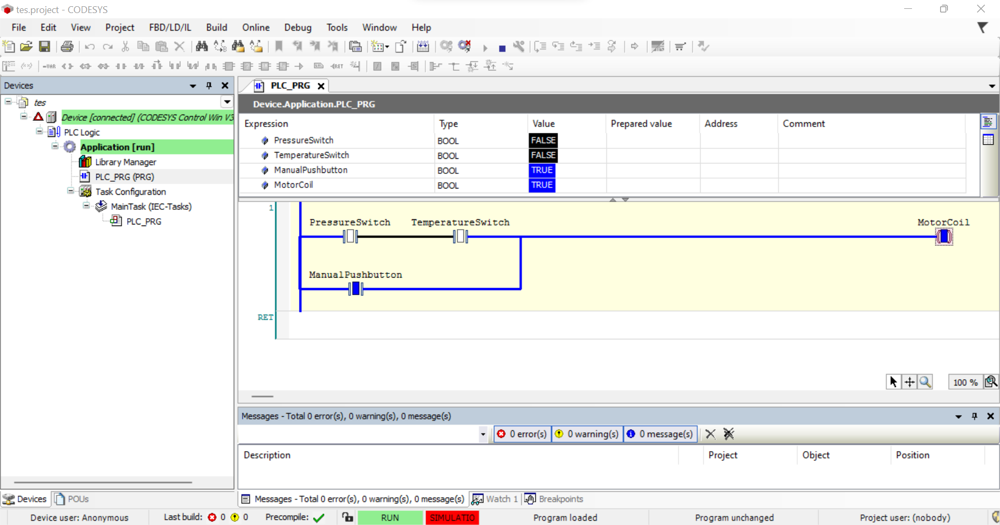 tes.project - CODESYS
File Edit View Project FBD/LD/IL Build Online Debug Tools Window Help
Devices
tes
Device [connected] (CODESYS Control Win V3
PLC Logic
Application [run]
Library Manager
PLC_PRG (PRG)
Task Configuration
MainTask (IEC-Tasks)
PLC_PRG
PLC_PRG
Device.Application.PLC_PRG
Expression Type Value Prepared value Address Comment
PressureSwitch BOOL FALSE
TemperatureSwitch BOOL FALSE
ManualPushbutton BOOL TRUE
MotorCoil BOOL TRUE
1
PressureSwitch TemperatureSwitch MotorCoil
ManualPushbutton
RET
100 %
Messages - Total 0 error(s), 0 warning(s), 0 message(s)
0 error(s) 0 warning(s) 0 message(s)
Description Project Object Position
Devices POUs
Messages - Total 0 error(s), 0 warning(s), 0 message(s) Watch 1 Breakpoints
Device user: Anonymous Last build: 0 0 Precompile: RUN SIMULATIO Program loaded Program unchanged Project user: (nobody)